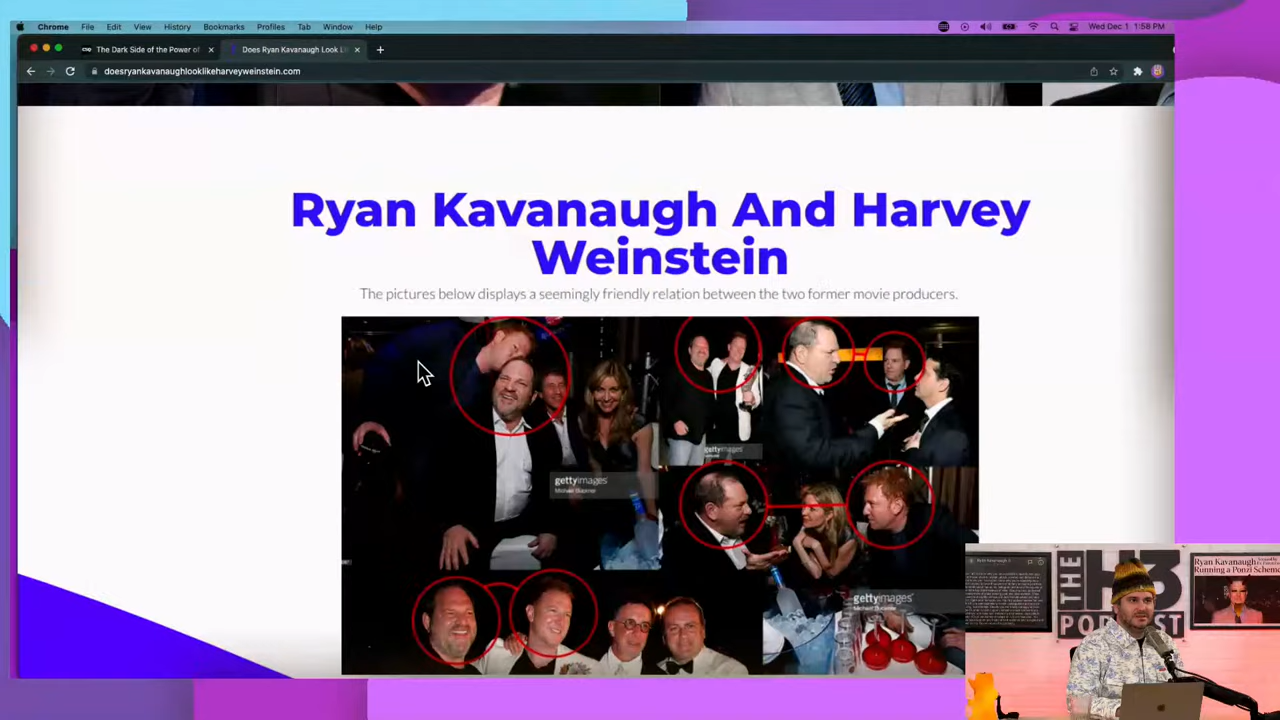 Chrome File Edit View History Bookmarks Profiles Tab Window Help Wed Dec 1 1:58 PM
The Dark Side of the Power of
Does Ryan Kavanaugh Look Li
doesryankavanaughlooklikeharveyweinstein.com
Ryan Kavanaugh And Harvey
Weinstein
The pictures below displays a seemingly friendly relation between the two former movie producers.
gettyimages
gettyimages
gettyimages
THE
H3
PODCAST
Ryan Kavanaugh
Running a Ponzi Scheme